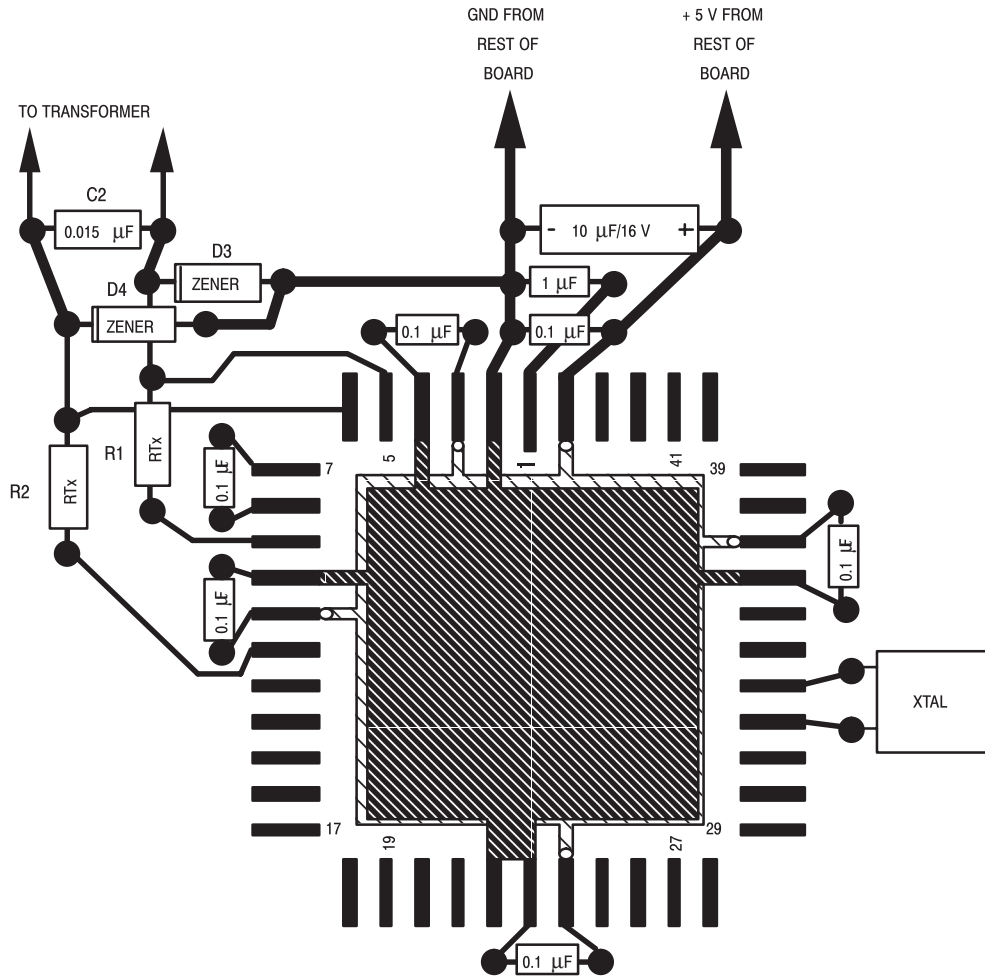 GND FROM
REST OF
BOARD
+ 5 V FROM
REST OF
BOARD
TO TRANSFORMER
C2
0.015 μF
- 10 μF/16 V +
D3
ZENER
1 μF
D4
ZENER
0.1 μF
0.1 μF
R1
RTx
R2
RTx
5
1
41
7
39
0.1 μF
0.1 μF
0.1 μF
XTAL
17
19
27
29
0.1 μF